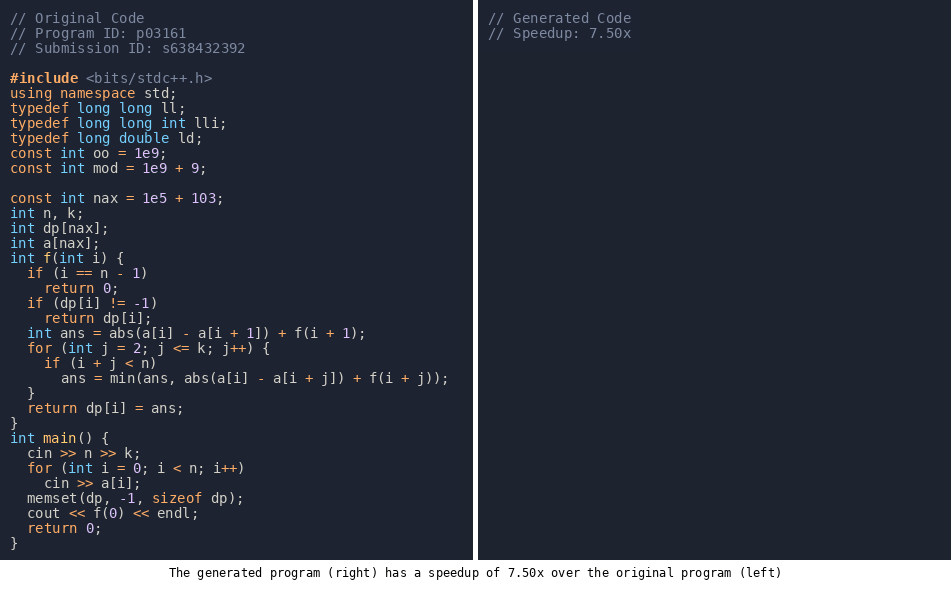 // Original Code
// Program ID: p03161
// Submission ID: s638432392

#include <bits/stdc++.h>
using namespace std;
typedef long long ll;
typedef long long int lli;
typedef long double ld;
const int oo = 1e9;
const int mod = 1e9 + 9;

const int nax = 1e5 + 103;
int n, k;
int dp[nax];
int a[nax];
int f(int i) {
  if (i == n - 1)
    return 0;
  if (dp[i] != -1)
    return dp[i];
  int ans = abs(a[i] - a[i + 1]) + f(i + 1);
  for (int j = 2; j <= k; j++) {
    if (i + j < n)
      ans = min(ans, abs(a[i] - a[i + j]) + f(i + j));
  }
  return dp[i] = ans;
}
int main() {
  cin >> n >> k;
  for (int i = 0; i < n; i++)
    cin >> a[i];
  memset(dp, -1, sizeof dp);
  cout << f(0) << endl;
  return 0;
}
// Generated Code
// Speedup: 7.50x
The generated program (right) has a speedup of 7.50x over the original program (left)